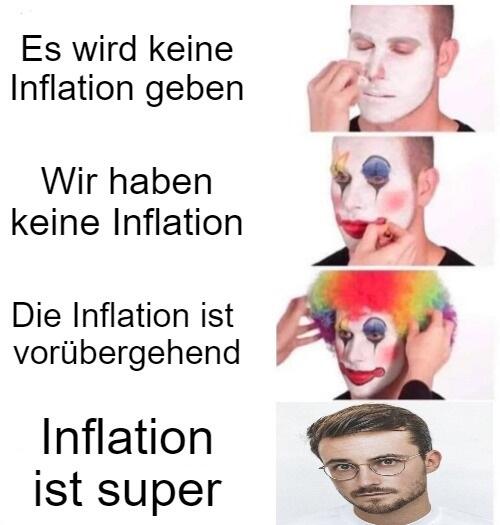 Es wird keine
Inflation geben
Wir haben
keine Inflation
Die Inflation ist
vorübergehend
Inflation
ist super